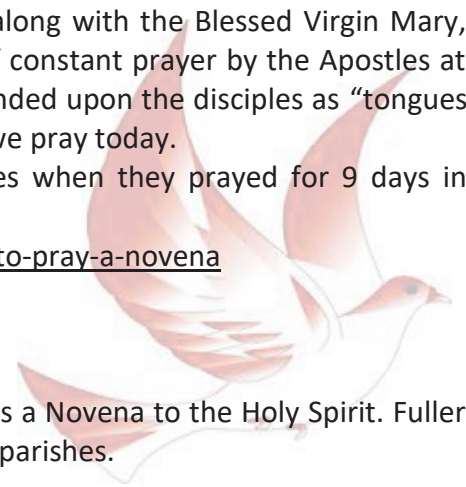 along with the Blessed Virgin Mary,
constant prayer by the Apostles at
nded upon the disciples as “tongues
we pray today.
es when they prayed for 9 days in
to-pray-a-novena
s a Novena to the Holy Spirit. Fuller
parishes.